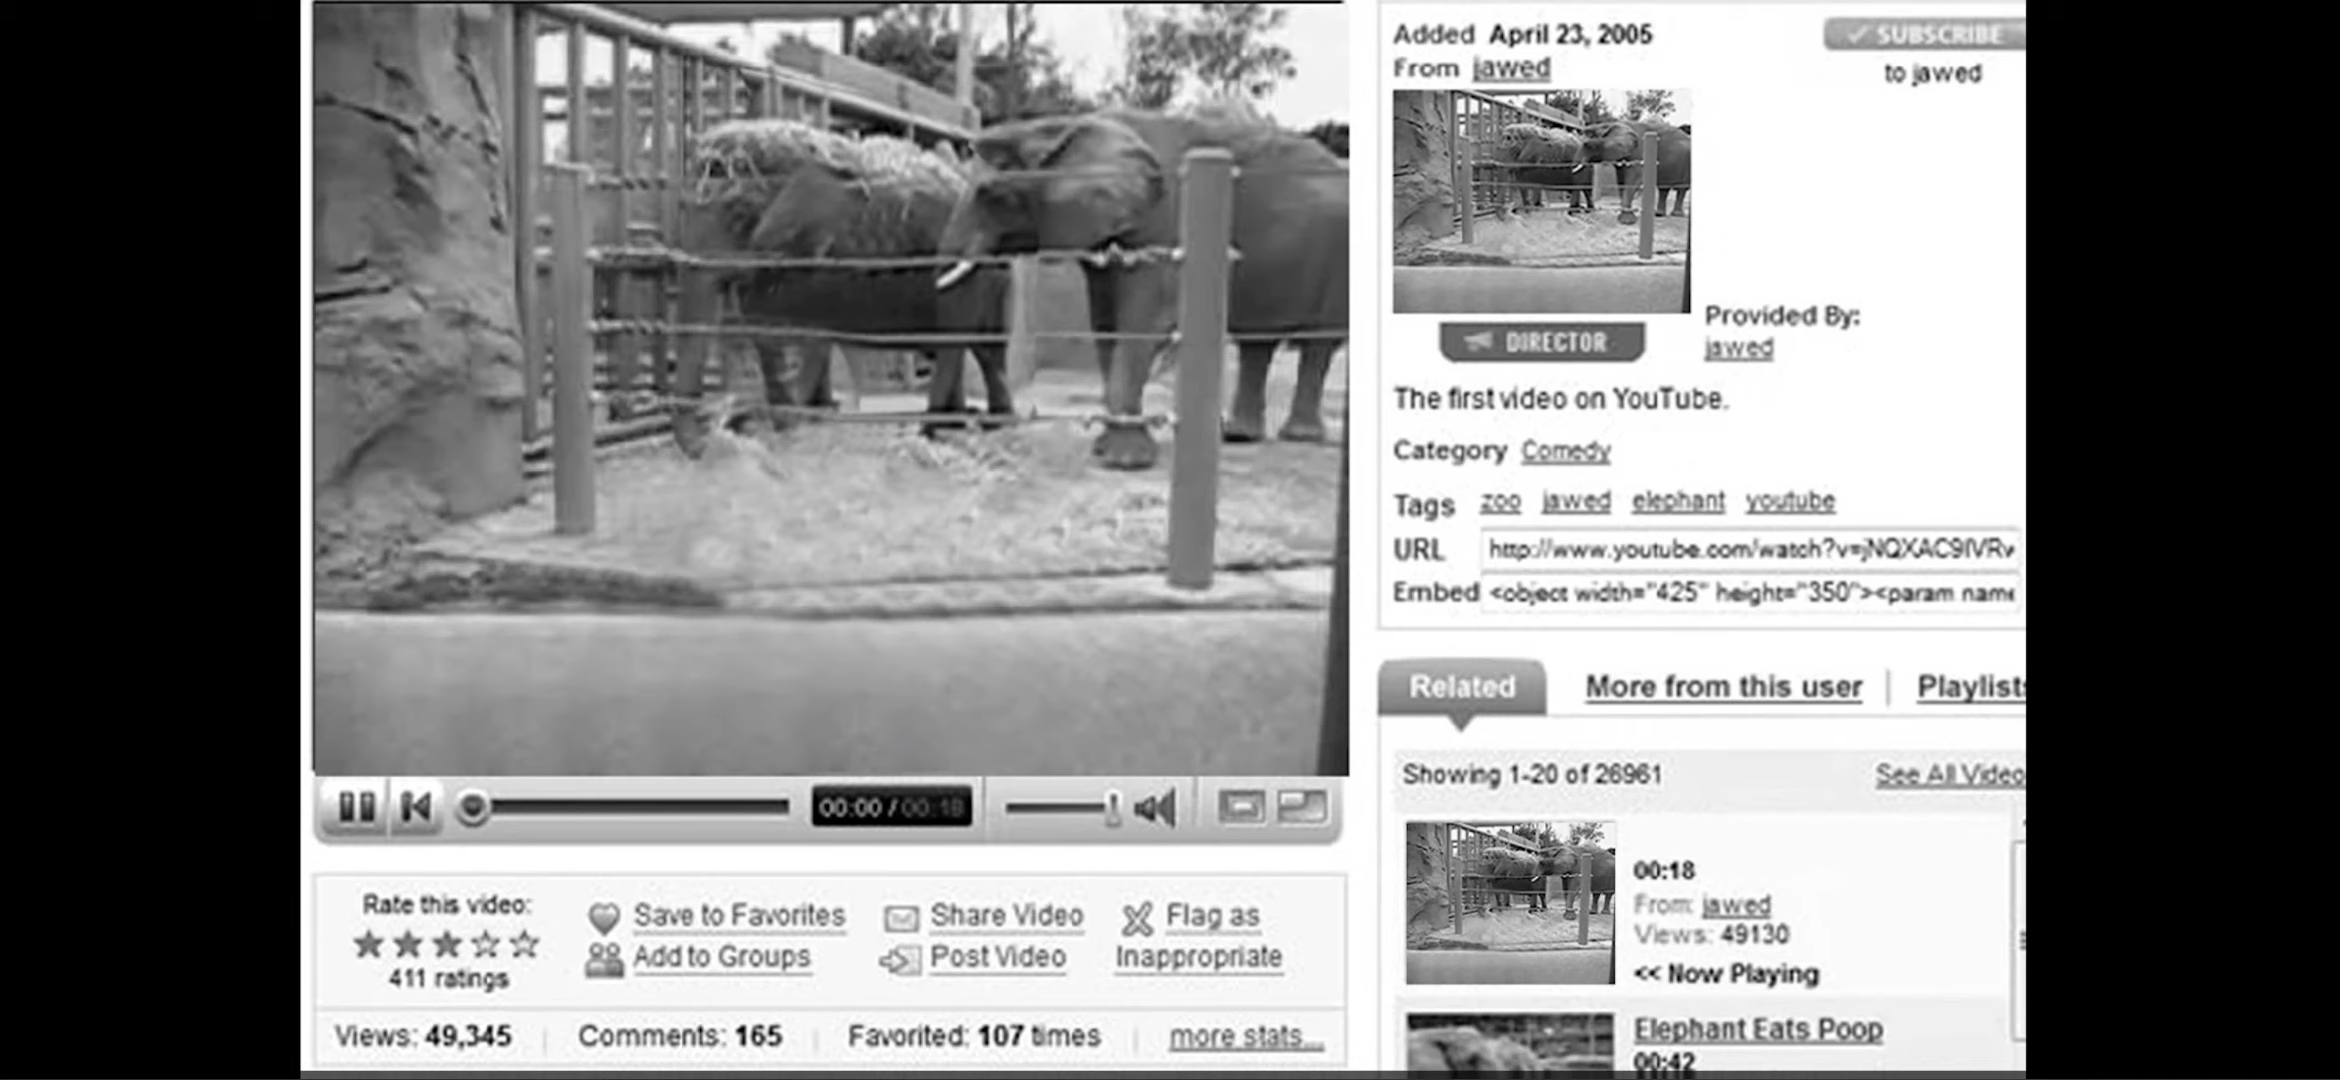 Added April 23, 2005
From jawed
SUBSCRIBE
to jawed
DIRECTOR
Provided By:
jawed
The first video on YouTube.
Category Comedy
Tags zoo jawed elephant youtube
URL http://www.youtube.com/watch?v=jNQXAC9IVRw
Embed <object width="425" height="350"><param name
Related More from this user Playlists
Showing 1-20 of 26961 See All Video
00:18
From: jawed
Views: 49130
<< Now Playing
Elephant Eats Poop
00:42
00:00 / 00:18
Rate this video:
411 ratings
Save to Favorites
Add to Groups
Share Video
Post Video
Flag as
Inappropriate
Views: 49,345 Comments: 165 Favorited: 107 times more stats...